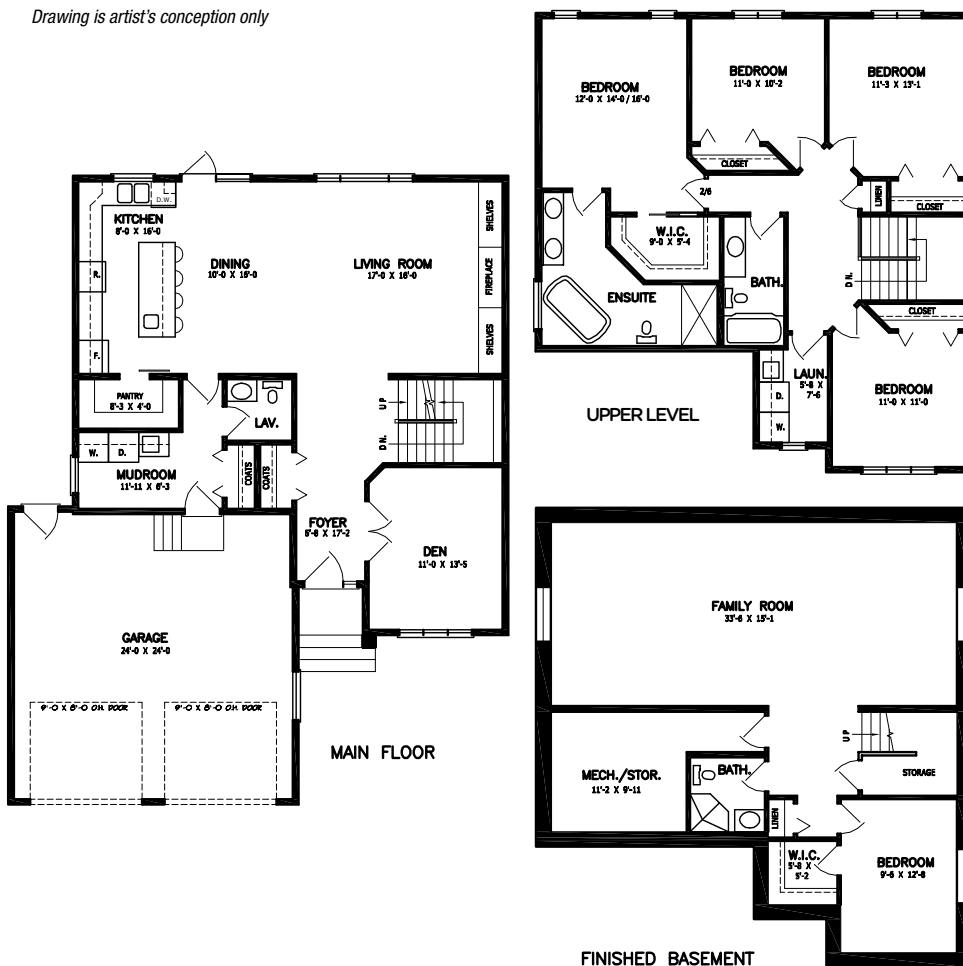 Drawing is artist's conception only
KITCHEN
8'-0 X 16'-0
D.W.
R.
F.
DINING
10'-0 X 16'-0
LIVING ROOM
17'-0 X 16'-0
SHELVES
FIREPLACE
SHELVES
PANTRY
8'-3 X 4'-0
LAV.
UP
DN.
W.
D.
MUDROOM
11'-11 X 6'-3
COATS
COATS
FOYER
DEN
11'-0 X 13'-5
GARAGE
24'-0 X 24'-0
9'-0 X 8'-0 O.H. DOOR
9'-0 X 8'-0 O.H. DOOR
MAIN FLOOR
BEDROOM
12'-0 X 14'-0 / 16'-0
BEDROOM
11'-0 X 10'-2
BEDROOM
11'-3 X 13'-1
CLOSET
2/6
LINEN
CLOSET
W.I.C.
9'-0 X 5'-4
ENSUITE
BATH.
DN.
CLOSET
LAUN.
5'-8 X
7'-6
D.
W.
BEDROOM
11'-0 X 11'-0
UPPER LEVEL
FAMILY ROOM
33'-6 X 15'-1
UP
MECH./STOR.
11'-2 X 9'-11
BATH.
STORAGE
LINEN
W.I.C.
5'-8 X
5'-2
BEDROOM
9'-6 X 12'-8
FINISHED BASEMENT